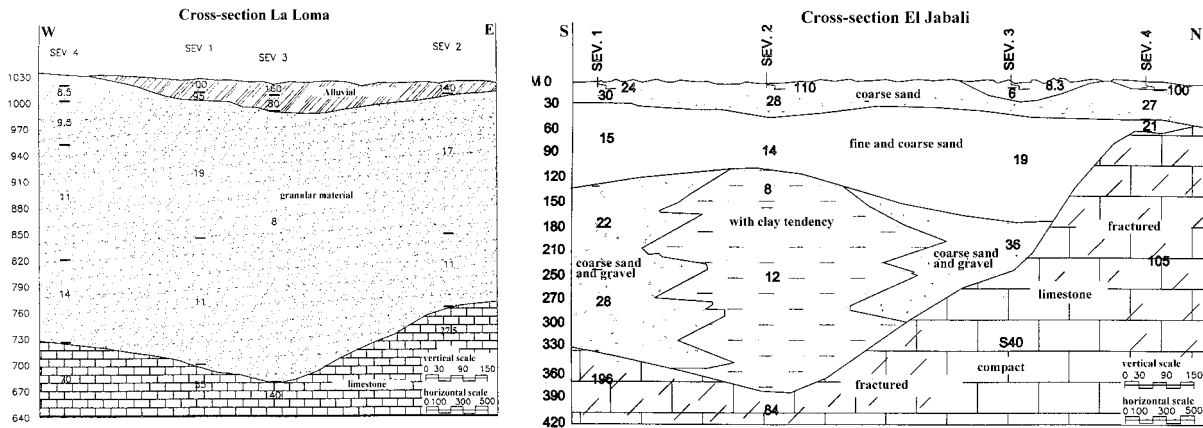 Cross-section La Loma
W
E
SEV 4
SEV 1
SEV 3
SEV 2
1030
1000
970
940
910
880
850
820
790
760
730
700
670
640
8.5
9.5
11
14
70
100
95
19
11
80
Alluvial
8
140
140
17
11
27.5
granular material
limestone
vertical scale
0 30 90 150
horizontal scale
0 100 300 500
Cross-section El Jabali
S
N
SEV. 1
SEV. 2
SEV. 3
SEV. 4
M 0
30
60
90
120
150
180
210
240
270
300
330
360
390
420
24
30
110
28
coarse sand
8.3
6
100
27
21
15
14
fine and coarse sand
19
8
22
with clay tendency
36
fractured
coarse sand
and gravel
12
coarse sand
and gravel
105
28
limestone
S40
compact
196
fractured
84
vertical scale
0 30 90 150
horizontal scale
0 100 300 500